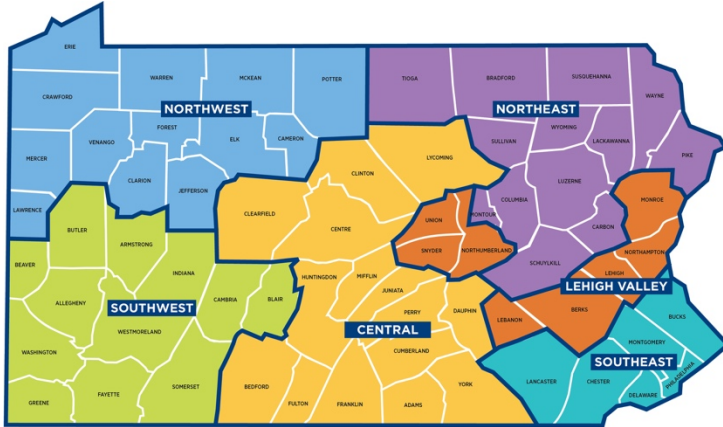 ERIE
WARREN
MCKEAN
POTTER
CRAWFORD
NORTHWEST
FOREST
ELK
CAMERON
VENANGO
MERCER
CLARION
JEFFERSON
LAWRENCE
TIOGA
BRADFORD
SUSQUEHANNA
WAYNE
NORTHEAST
WYOMING
SULLIVAN
LACKAWANNA
PIKE
LUZERNE
COLUMBIA
MONTOUR
CARBON
SCHUYLKILL
LYCOMING
CLINTON
CLEARFIELD
CENTRE
UNION
SNYDER
NORTHUMBERLAND
MONROE
NORTHAMPTON
LEHIGH
LEHIGH VALLEY
BERKS
LEBANON
BUTLER
ARMSTRONG
BEAVER
INDIANA
ALLEGHENY
SOUTHWEST
CAMBRIA
BLAIR
WESTMORELAND
WASHINGTON
GREENE
FAYETTE
SOMERSET
HUNTINGDON
MIFFLIN
JUNIATA
PERRY
DAUPHIN
CENTRAL
CUMBERLAND
BEDFORD
FULTON
FRANKLIN
ADAMS
YORK
BUCKS
MONTGOMERY
SOUTHEAST
PHILADELPHIA
LANCASTER
CHESTER
DELAWARE